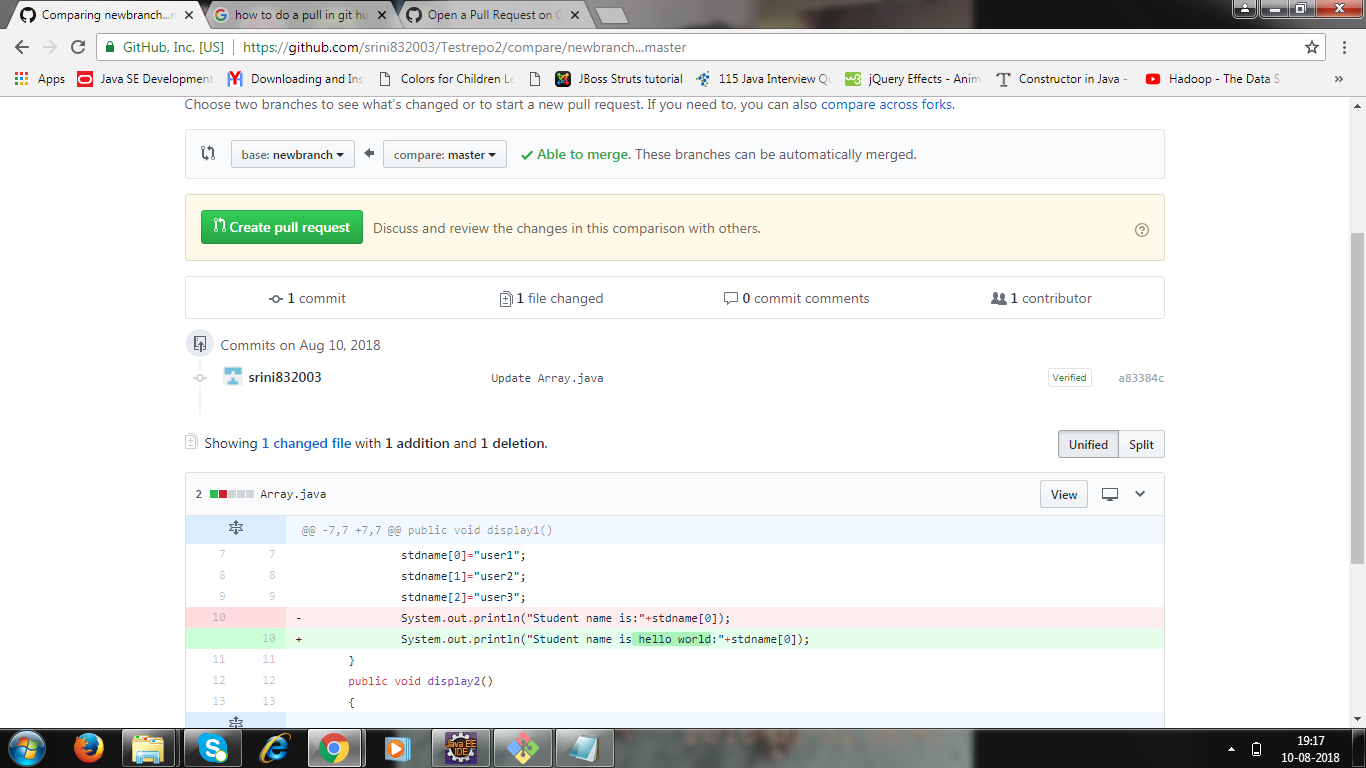 Comparing newbranch...n
how to do a pull in git hu
Open a Pull Request on G
GitHub, Inc. [US]
https://github.com/srini832003/Testrepo2/compare/newbranch...master
Apps
Java SE Development
Downloading and Ins
Colors for Children Le
JBoss Struts tutorial
115 Java Interview Qu
jQuery Effects - Anim
Constructor in Java -
Hadoop - The Data S
»
Choose two branches to see what's changed or to start a new pull request. If you need to, you can also compare across forks.
base: newbranch
compare: master
Able to merge. These branches can be automatically merged.
Create pull request
Discuss and review the changes in this comparison with others.
1 commit
1 file changed
0 commit comments
1 contributor
Commits on Aug 10, 2018
srini832003
Update Array.java
Verified
a83384c
Showing 1 changed file with 1 addition and 1 deletion.
Unified
Split
2
Array.java
View
@@ -7,7 +7,7 @@ public void display1()
7 7 stdname[0]="user1";
8 8 stdname[1]="user2";
9 9 stdname[2]="user3";
10 - System.out.println("Student name is:"+stdname[0]);
10 + System.out.println("Student name is hello world:"+stdname[0]);
11 11 }
12 12 public void display2()
13 13 {
Java EE
IDE
19:17
10-08-2018